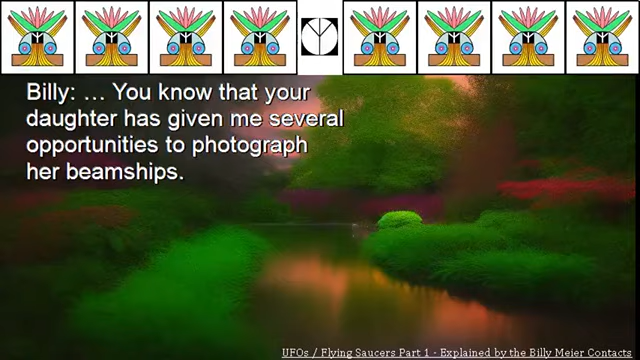 Billy: ... You know that your
daughter has given me several
opportunities to photograph
her beamships.
UFOs / Flying Saucers Part 1 - Explained by the Billy Meier Contacts